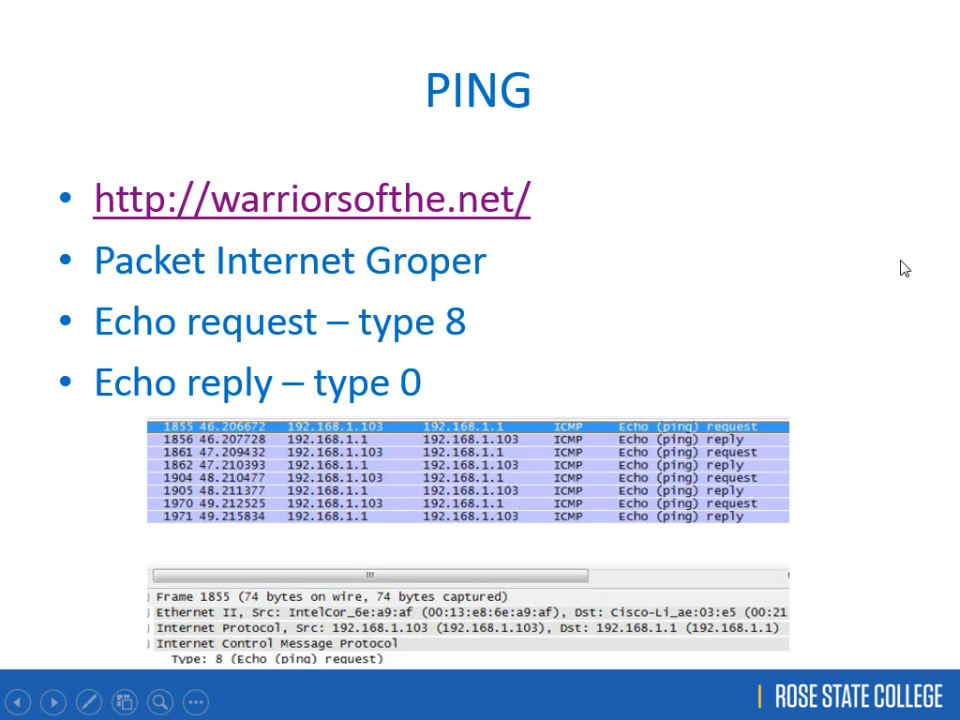 PING
• http://warriorsofthe.net/
• Packet Internet Groper
• Echo request – type 8
• Echo reply – type 0
1855 46.206672 192.168.1.103 192.168.1.1 ICMP Echo (ping) request
1856 46.207728 192.168.1.1 192.168.1.103 ICMP Echo (ping) reply
1861 47.209432 192.168.1.103 192.168.1.1 ICMP Echo (ping) request
1862 47.210393 192.168.1.1 192.168.1.103 ICMP Echo (ping) reply
1904 48.210477 192.168.1.103 192.168.1.1 ICMP Echo (ping) request
1905 48.211377 192.168.1.1 192.168.1.103 ICMP Echo (ping) reply
1970 49.212525 192.168.1.103 192.168.1.1 ICMP Echo (ping) request
1971 49.215834 192.168.1.1 192.168.1.103 ICMP Echo (ping) reply
Frame 1855 (74 bytes on wire, 74 bytes captured)
Ethernet II, Src: IntelCor_6e:a9:af (00:13:e8:6e:a9:af), Dst: Cisco-Li_ae:03:e5 (00:21
Internet Protocol, Src: 192.168.1.103 (192.168.1.103), Dst: 192.168.1.1 (192.168.1.1)
Internet Control Message Protocol
Type: 8 (Echo (ping) request)
ROSE STATE COLLEGE